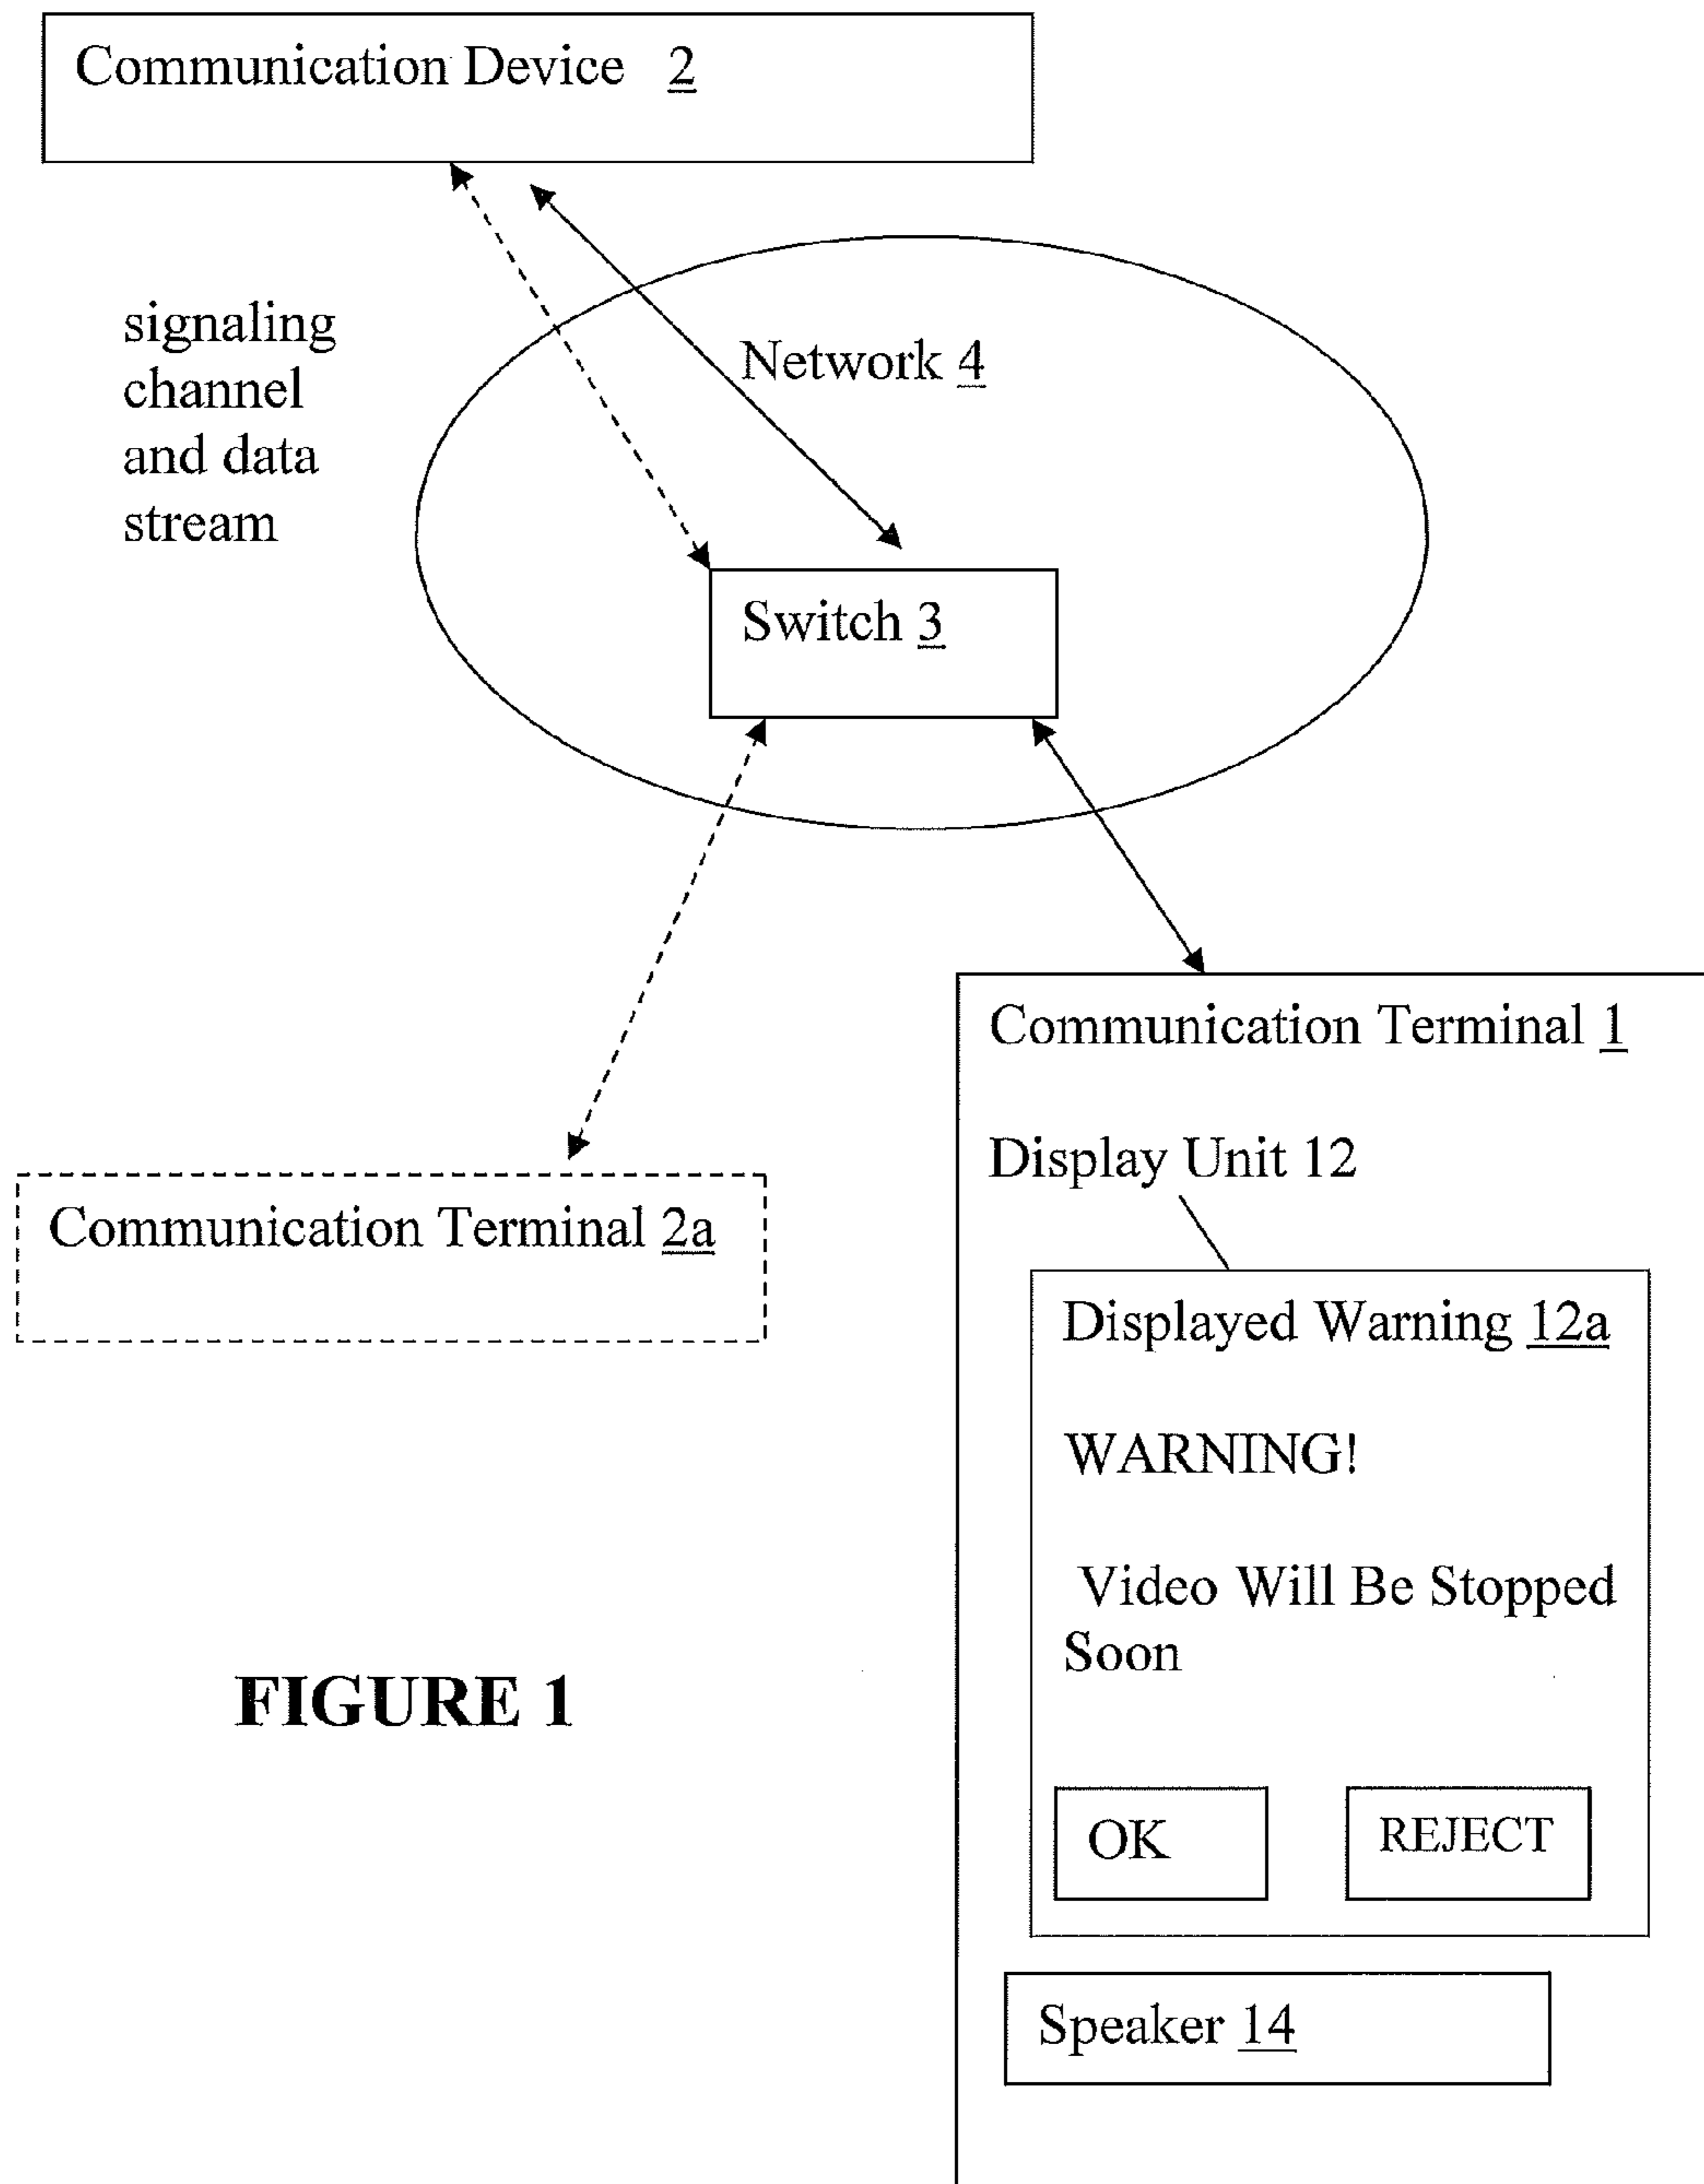 Communication Device 2
signaling
channel
and data
stream
Network 4
Switch 3
Communication Terminal 1
Display Unit 12
Communication Terminal 2a
Displayed Warning 12a
WARNING!
Video Will Be Stopped
Soon
OK
REJECT
Speaker 14
FIGURE 1